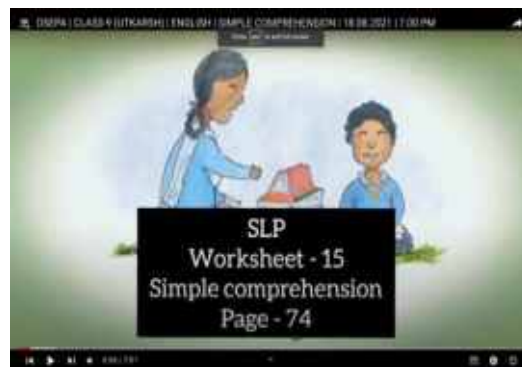 DSEPA | CLASS-9 (UTKARSH) | ENGLISH | SIMPLE COMPREHENSION | 18.08.2021 | 7:00 PM
SLP
Worksheet - 15
Simple comprehension
Page - 74